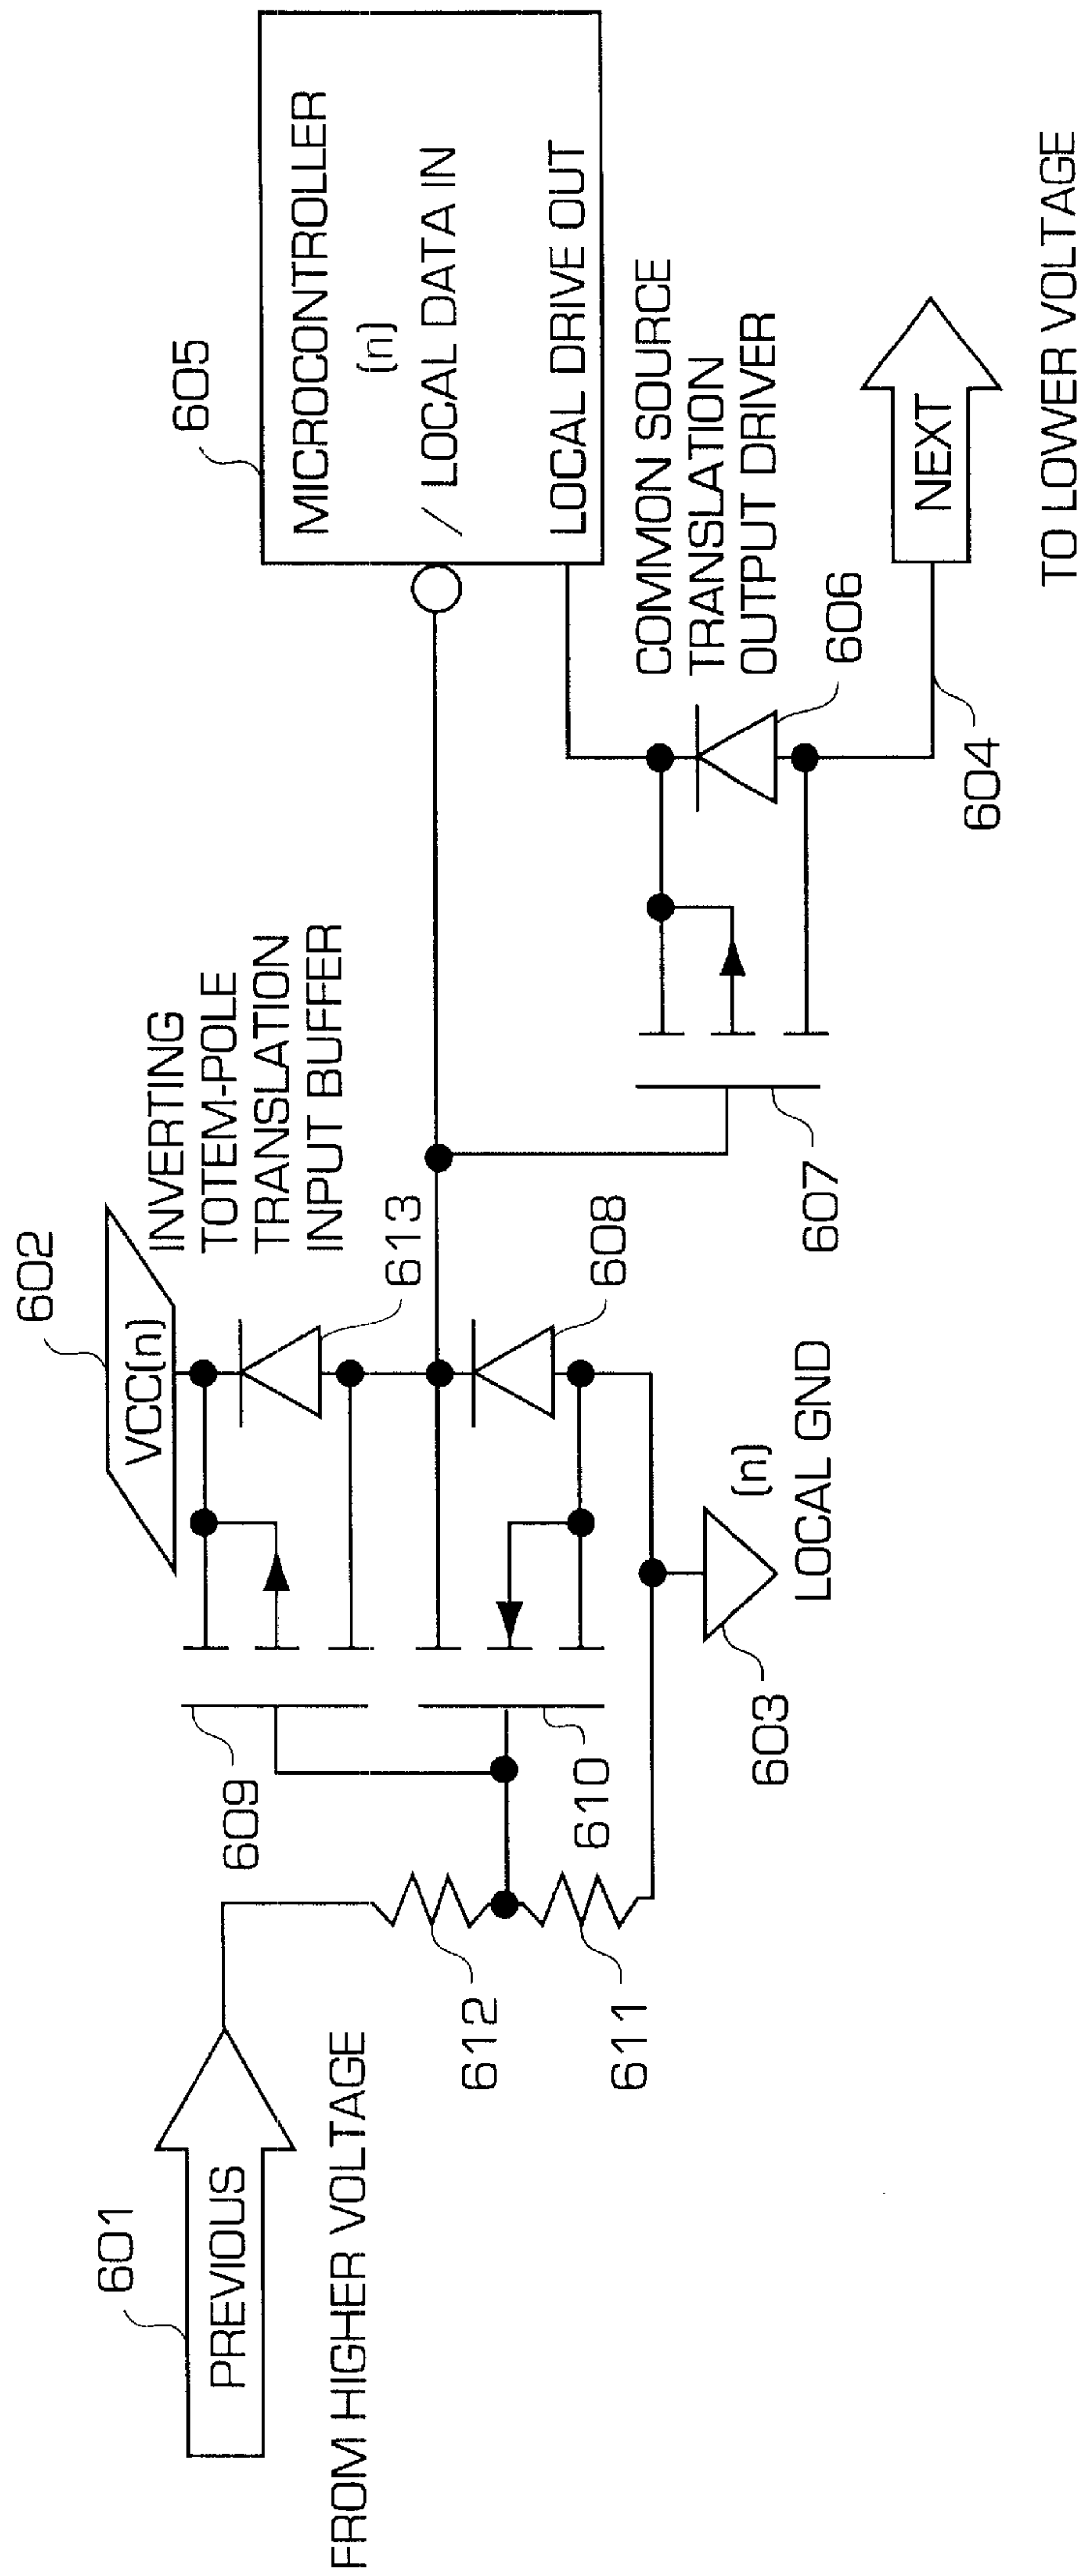 601
PREVIOUS
FROM HIGHER VOLTAGE
612
611
609
610
602
VCC(n)
INVERTING
TOTEM-POLE
TRANSLATION
INPUT BUFFER
613
608
603
(n)
LOCAL GND
607
605
MICROCONTROLLER
(n)
/ LOCAL DATA IN
LOCAL DRIVE OUT
COMMON SOURCE
TRANSLATION
OUTPUT DRIVER
606
604
NEXT
TO LOWER VOLTAGE